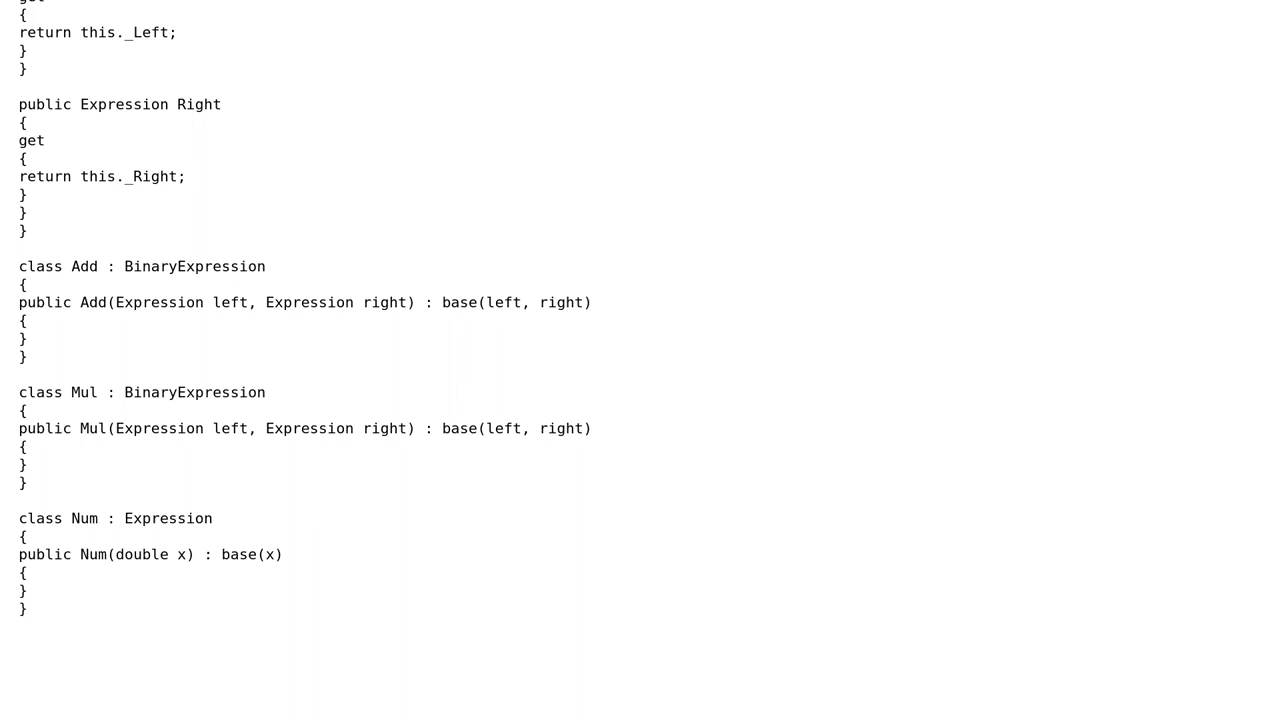 {
return this._Left;
}
}

public Expression Right
{
get
{
return this._Right;
}
}
}

class Add : BinaryExpression
{
public Add(Expression left, Expression right) : base(left, right)
{
}
}

class Mul : BinaryExpression
{
public Mul(Expression left, Expression right) : base(left, right)
{
}
}

class Num : Expression
{
public Num(double x) : base(x)
{
}
}